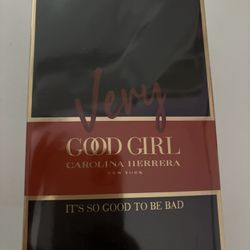 Very
GOOD GIRL
CAROLINA HERRERA
NEW YORK
IT'S SO GOOD TO BE BAD